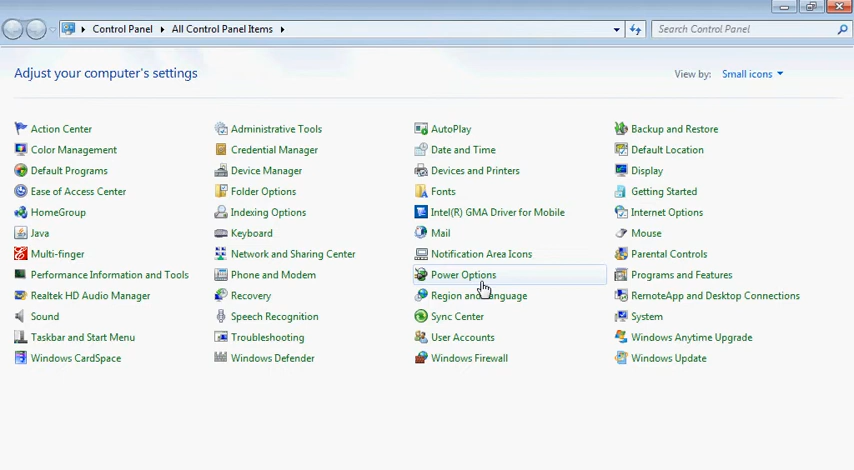 Control Panel All Control Panel Items Search Control Panel
Adjust your computer's settings View by: Small icons
Action Center Administrative Tools AutoPlay Backup and Restore
Color Management Credential Manager Date and Time Default Location
Default Programs Device Manager Devices and Printers Display
Ease of Access Center Folder Options Fonts Getting Started
HomeGroup Indexing Options Intel(R) GMA Driver for Mobile Internet Options
Java Keyboard Mail Mouse
Multi-finger Network and Sharing Center Notification Area Icons Parental Controls
Performance Information and Tools Phone and Modem Power Options Programs and Features
Realtek HD Audio Manager Recovery Region and Language RemoteApp and Desktop Connections
Sound Speech Recognition Sync Center System
Taskbar and Start Menu Troubleshooting User Accounts Windows Anytime Upgrade
Windows CardSpace Windows Defender Windows Firewall Windows Update